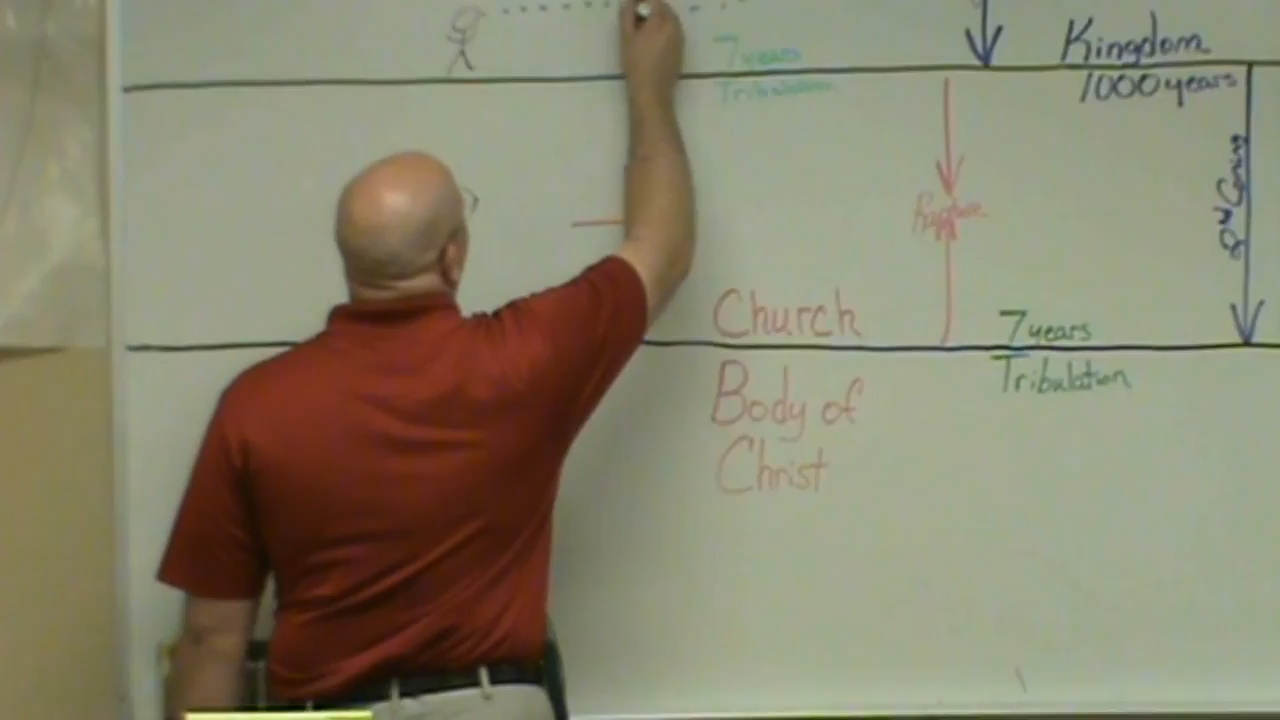 Kingdom
7 years
1000 years
Tribulation
2nd Coming
Rapture
Church
7 years
Body of
Tribulation
Christ